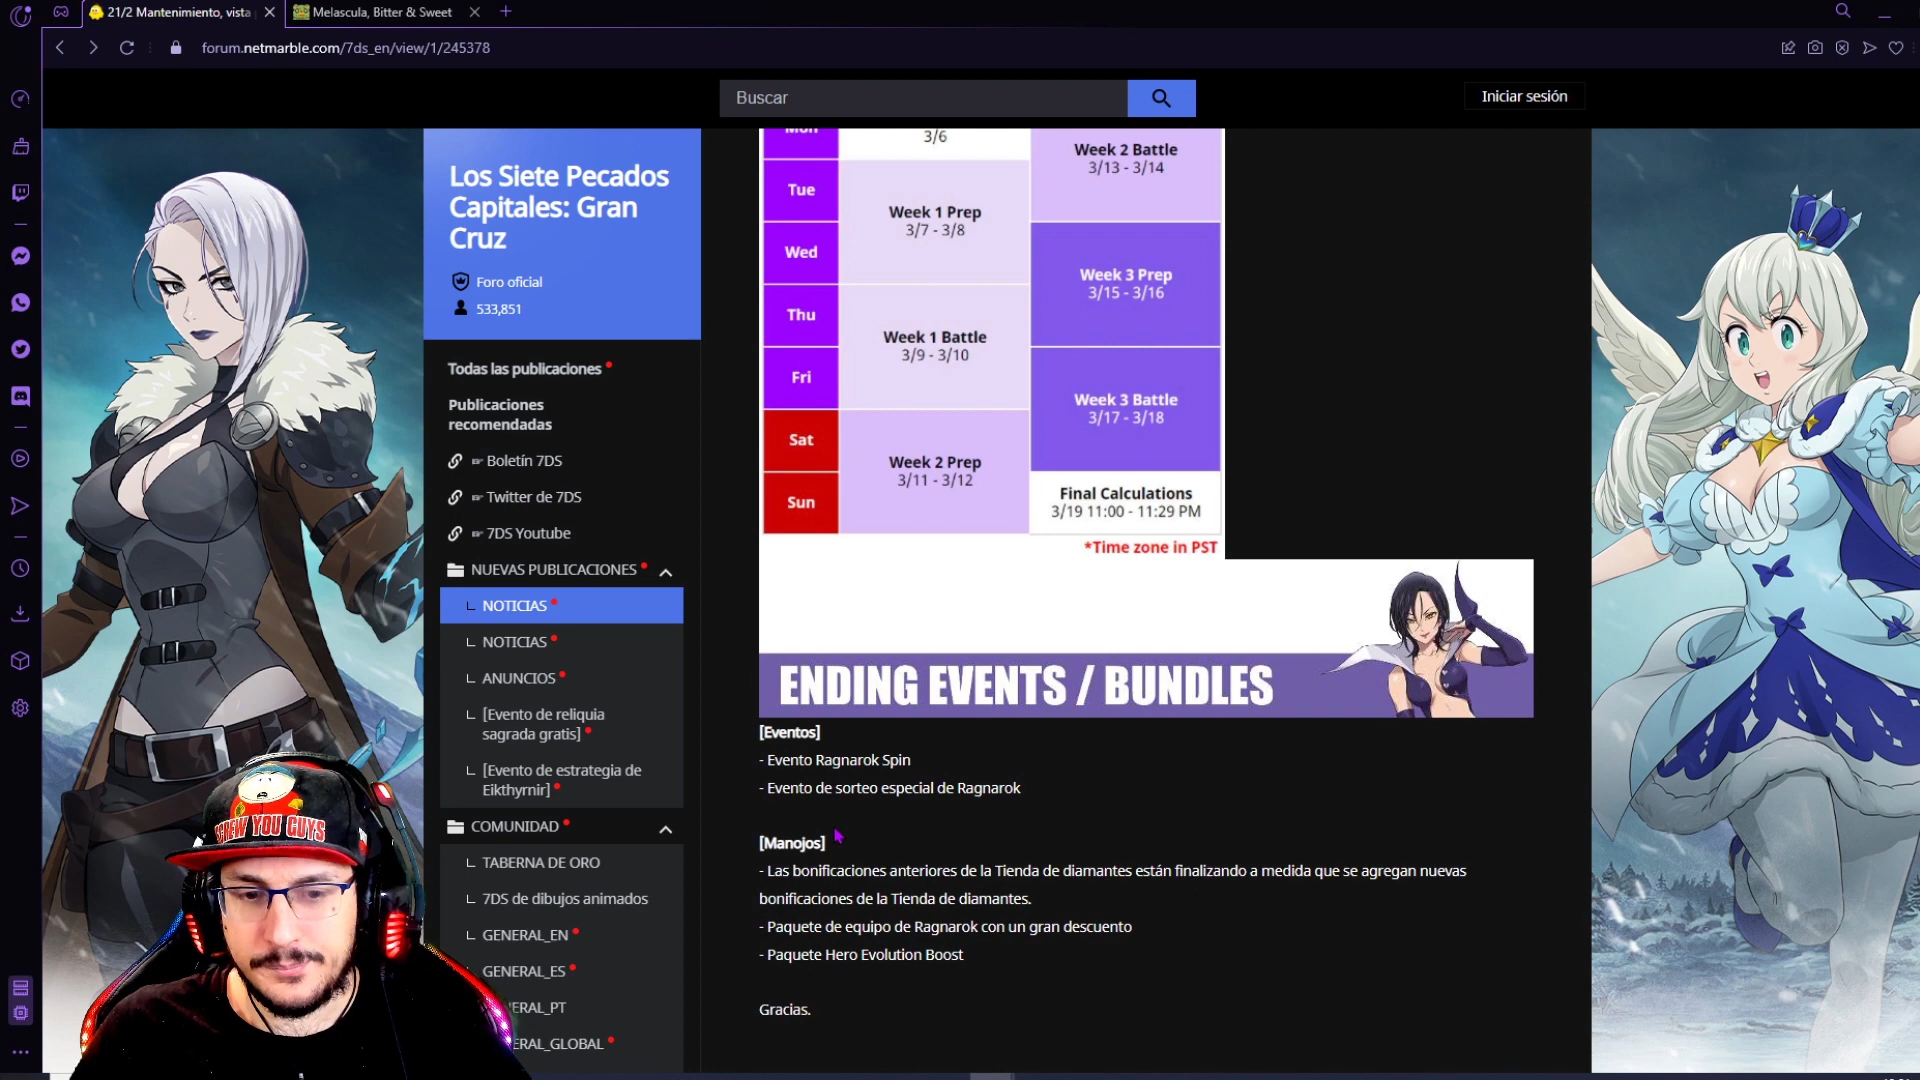 21/2 Mantenimiento, vista
Melascula, Bitter & Sweet
forum.netmarble.com/7ds_en/view/1/245378
Buscar
Iniciar sesión
Los Siete Pecados
Capitales: Gran
Cruz
Foro oficial
533,851
Todas las publicaciones
Publicaciones
recomendadas
☞ Boletín 7DS
☞ Twitter de 7DS
☞ 7DS Youtube
NUEVAS PUBLICACIONES
NOTICIAS
NOTICIAS
ANUNCIOS
[Evento de reliquia
sagrada gratis]
[Evento de estrategia de
Eikthyrnir]
COMUNIDAD
TABERNA DE ORO
7DS de dibujos animados
GENERAL_EN
GENERAL_ES
ERAL_PT
ERAL_GLOBAL
SCREW YOU GUYS
Mon
3/6
Week 2 Battle
3/13 - 3/14
Tue
Week 1 Prep
3/7 - 3/8
Wed
Week 3 Prep
3/15 - 3/16
Thu
Week 1 Battle
3/9 - 3/10
Fri
Week 3 Battle
3/17 - 3/18
Sat
Week 2 Prep
3/11 - 3/12
Sun
Final Calculations
3/19 11:00 - 11:29 PM
*Time zone in PST
ENDING EVENTS / BUNDLES
[Eventos]
- Evento Ragnarok Spin
- Evento de sorteo especial de Ragnarok
[Manojos]
- Las bonificaciones anteriores de la Tienda de diamantes están finalizando a medida que se agregan nuevas
bonificaciones de la Tienda de diamantes.
- Paquete de equipo de Ragnarok con un gran descuento
- Paquete Hero Evolution Boost
Gracias.